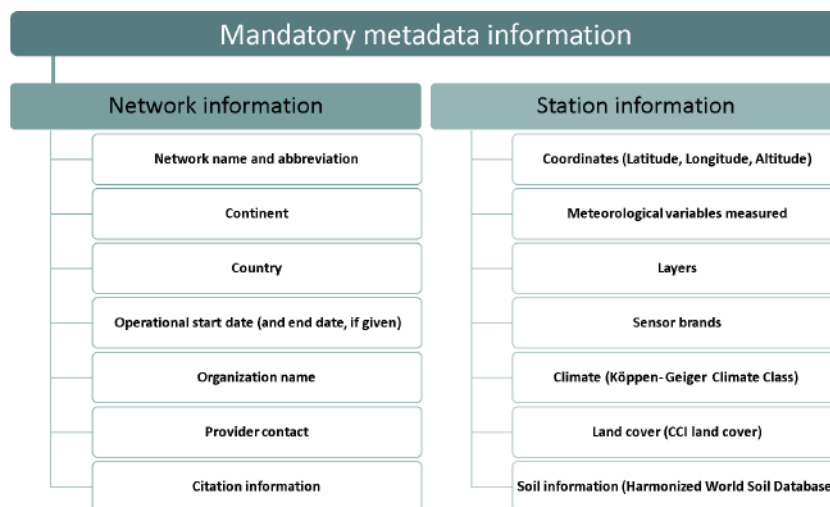 Mandatory metadata information
Network information
Network name and abbreviation
Continent
Country
Operational start date (and end date, if given)
Organization name
Provider contact
Citation information
Station information
Coordinates (Latitude, Longitude, Altitude)
Meteorological variables measured
Layers
Sensor brands
Climate (Köppen- Geiger Climate Class)
Land cover (CCI land cover)
Soil information (Harmonized World Soil Database